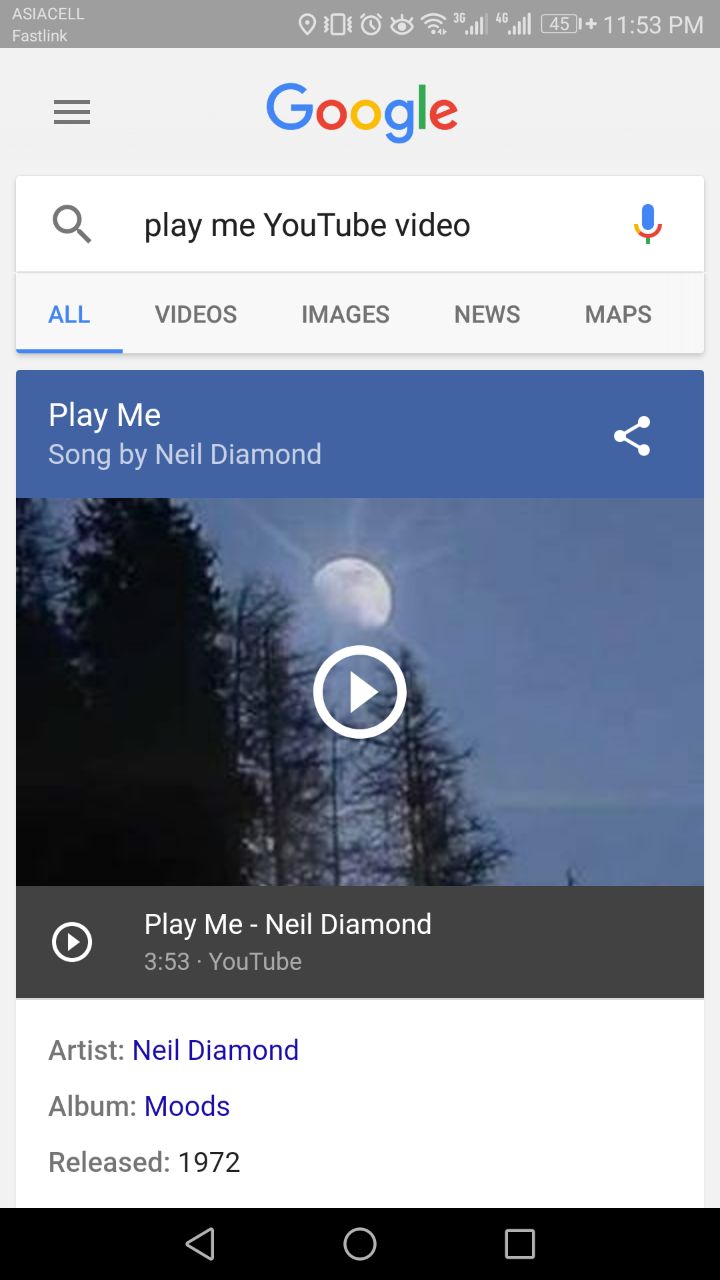 ASIACELL
Fastlink
3G 4G 45 11:53 PM
Google
play me YouTube video
ALL VIDEOS IMAGES NEWS MAPS
Play Me
Song by Neil Diamond
Play Me - Neil Diamond
3:53 · YouTube
Artist: Neil Diamond
Album: Moods
Released: 1972